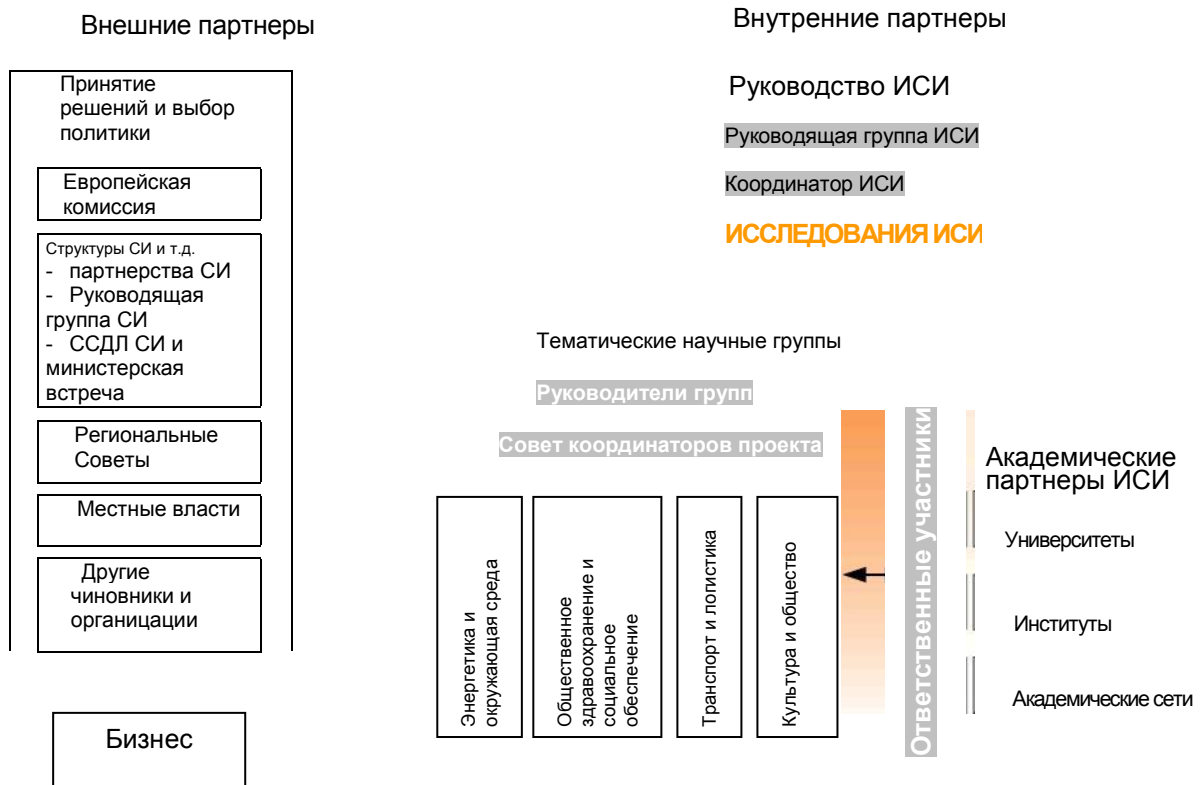 Внешние партнеры
Принятие
решений и выбор
политики
Европейская
комиссия
Структуры СИ и т.д.
- партнерства СИ
- Руководящая
группа СИ
- ССДЛ СИ и
министерская
встреча
Региональные
Советы
Местные власти
Другие
чиновники и
органицации
Бизнес
Внутренние партнеры
Руководство ИСИ
Руководящая группа ИСИ
Координатор ИСИ
ИССЛЕДОВАНИЯ ИСИ
Тематические научные группы
Руководители групп
Совет координаторов проекта
Энергетика и
окружающая среда
Общественное
здравоохранение и
социальное
обеспечение
Транспорт и логистика
Культура и общество
Ответственные участники
Академические
партнеры ИСИ
Университеты
Институты
Академические сети